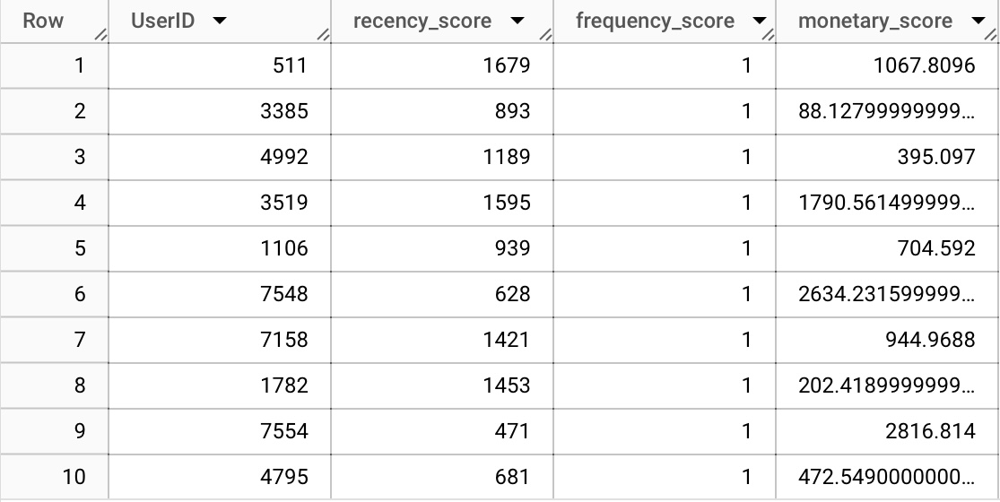 Row UserID recency_score frequency_score monetary_score
1 511 1679 1 1067.8096
2 3385 893 1 88.12799999999...
3 4992 1189 1 395.097
4 3519 1595 1 1790.561499999...
5 1106 939 1 704.592
6 7548 628 1 2634.231599999...
7 7158 1421 1 944.9688
8 1782 1453 1 202.4189999999...
9 7554 471 1 2816.814
10 4795 681 1 472.5490000000...